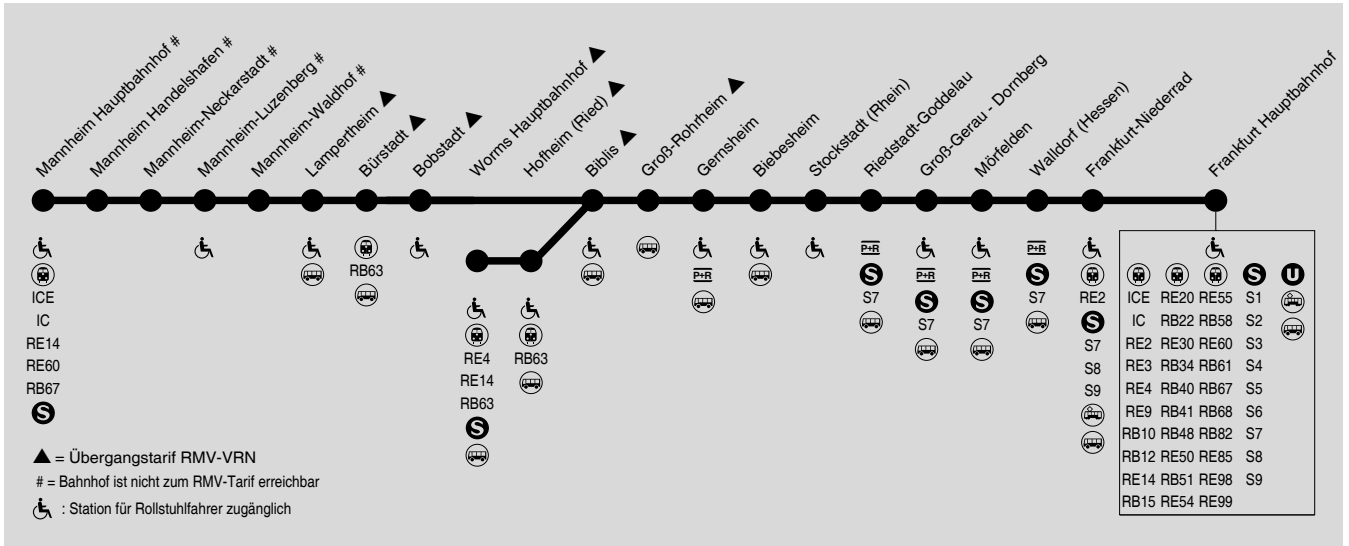 Mannheim Hauptbahnhof #
Mannheim Handelshafen #
Mannheim-Neckarstadt #
Mannheim-Luzenberg #
Mannheim-Waldhof #
Lampertheim ▲
Bürstadt ▲
Bobstadt ▲
Worms Hauptbahnhof ▲
Hofheim (Ried) ▲
Biblis ▲
Groß-Rohrheim ▲
Gernsheim
Biebesheim
Stockstadt (Rhein)
Riedstadt-Goddelau
Groß-Gerau - Dornberg
Mörfelden
Walldorf (Hessen)
Frankfurt-Niederrad
Frankfurt Hauptbahnhof
ICE
IC
RE14
RE60
RB67
S
RB63
RE4
RE14
RB63
S
RB63
P+R
P+R
S
S7
P+R
S
S7
P+R
S
S7
P+R
S
S7
RE2
S
S7
S8
S9
S U
ICE RE20 RE55 S1
IC RB22 RB58 S2
RE2 RE30 RE60 S3
RE3 RB34 RB61 S4
RE4 RB40 RB67 S5
RE9 RB41 RB68 S6
RB10 RB48 RB82 S7
RB12 RE50 RE85 S8
RE14 RB51 RE98 S9
RB15 RE54 RE99
▲ = Übergangstarif RMV-VRN
# = Bahnhof ist nicht zum RMV-Tarif erreichbar
: Station für Rollstuhlfahrer zugänglich